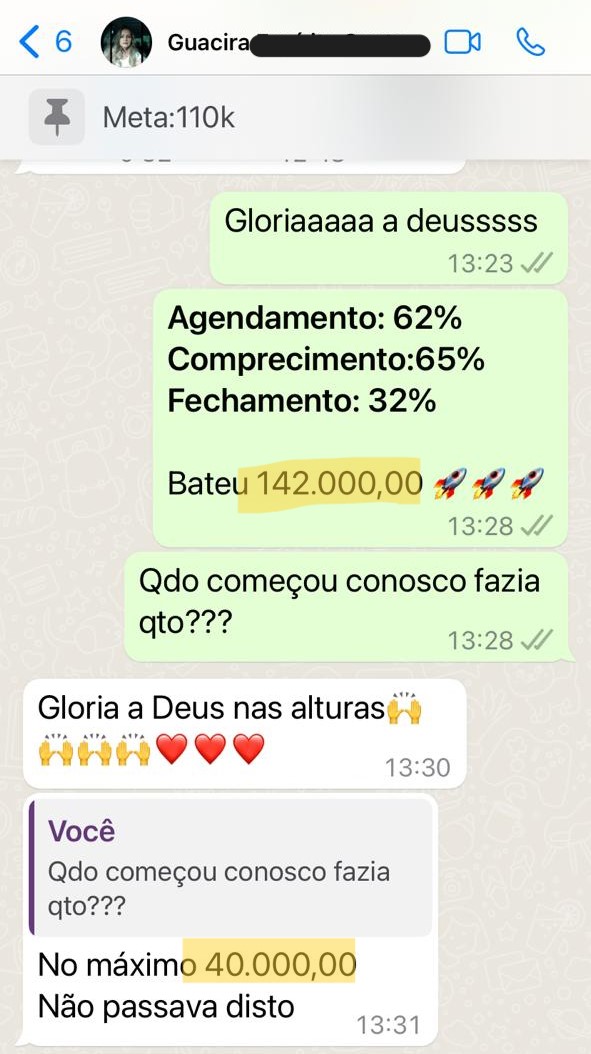 6
Guacira
Meta:110k
Gloriaaaaa a deusssss
13:23
Agendamento: 62%
Comprecimento:65%
Fechamento: 32%
Bateu 142.000,00 🚀🚀🚀
13:28
Qdo começou conosco fazia
qto???
13:28
Gloria a Deus nas alturas🙌
🙌🙌🙌❤️❤️❤️
13:30
Você
Qdo começou conosco fazia
qto???
No máximo 40.000,00
Não passava disto
13:31